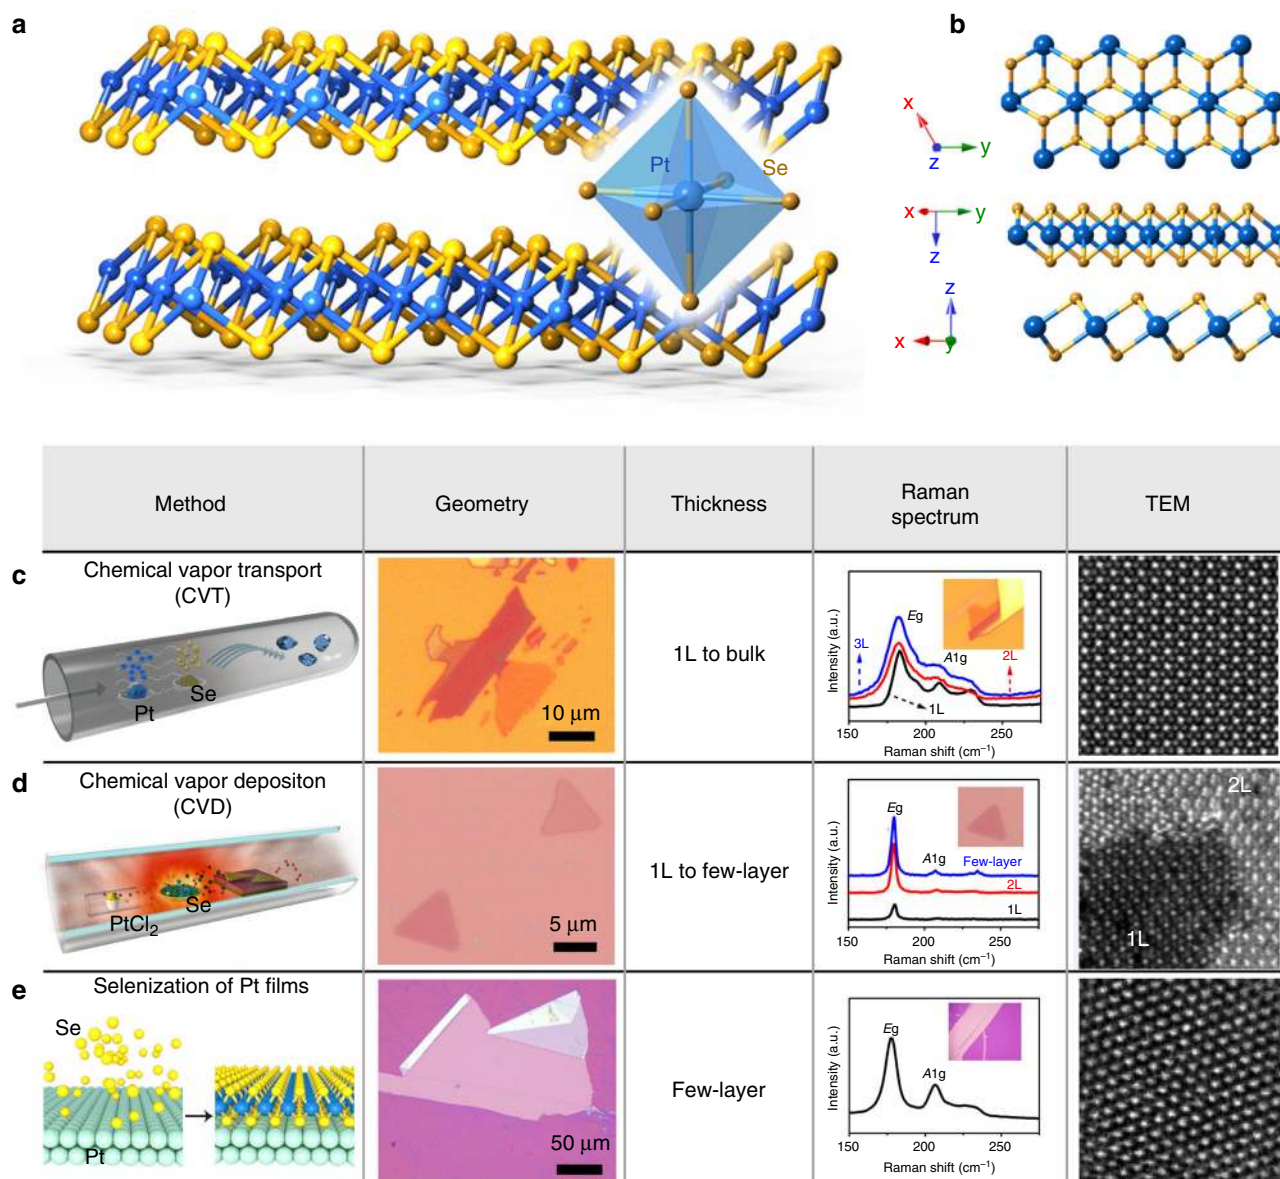 a
b
Pt
Se
x
y
z
x
y
z
z
x
y
Method
Geometry
Thickness
Raman
spectrum
TEM
c
Chemical vapor transport
(CVT)
Pt
Se
10 μm
1L to bulk
Intensity (a.u.)
3L
Eg
A1g
2L
1L
150
200
250
Raman shift (cm⁻¹)
d
Chemical vapor depositon
(CVD)
PtCl₂
Se
5 μm
1L to few-layer
Intensity (a.u.)
Eg
A1g
Few-layer
2L
1L
150
200
250
Raman shift (cm⁻¹)
2L
1L
e
Selenization of Pt films
Se
Pt
50 μm
Few-layer
Intensity (a.u.)
Eg
A1g
150
200
250
Raman shift (cm⁻¹)